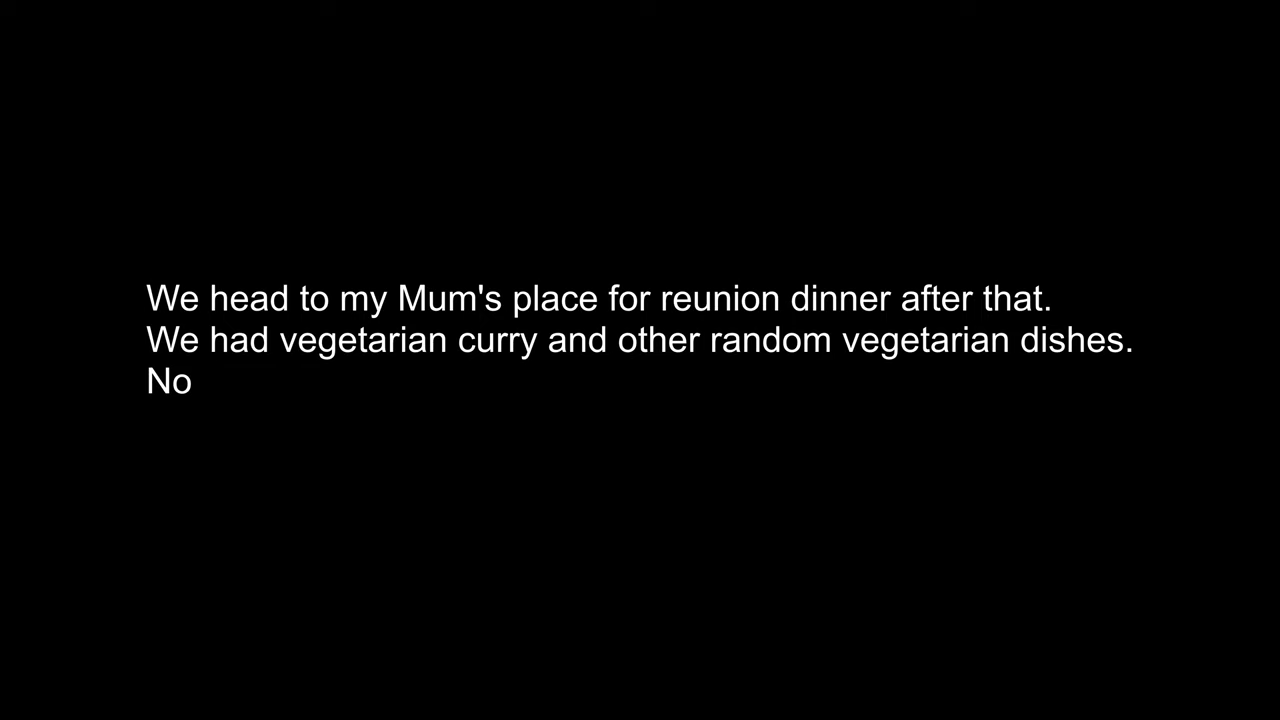 We head to my Mum's place for reunion dinner after that.
We had vegetarian curry and other random vegetarian dishes.
No